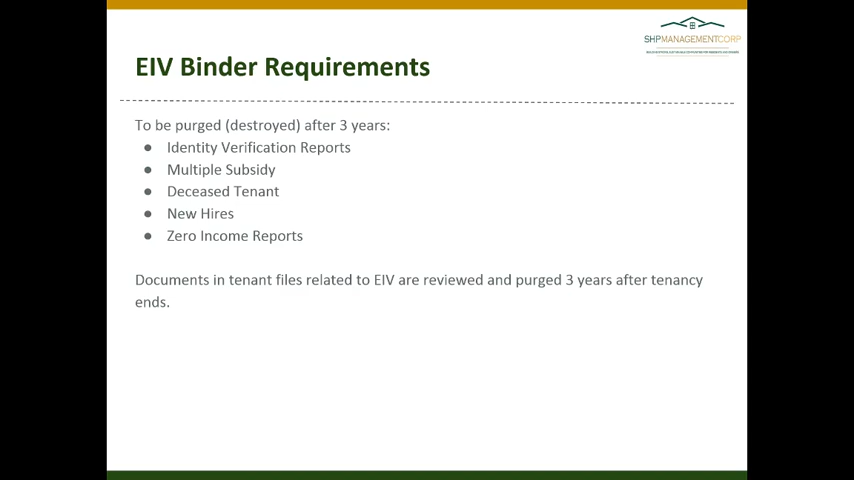 SHPMANAGEMENTCORP
EIV Binder Requirements
To be purged (destroyed) after 3 years:
● Identity Verification Reports
● Multiple Subsidy
● Deceased Tenant
● New Hires
● Zero Income Reports
Documents in tenant files related to EIV are reviewed and purged 3 years after tenancy
ends.